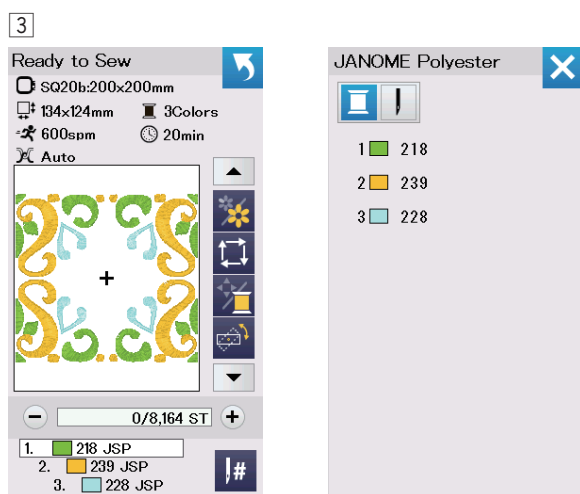 3
Ready to Sew
SQ20b:200x200mm
134x124mm 3Colors
600spm 20min
Auto
0/8,164 ST
1. 218 JSP
2. 239 JSP
3. 228 JSP
#
JANOME Polyester
1 218
2 239
3 228